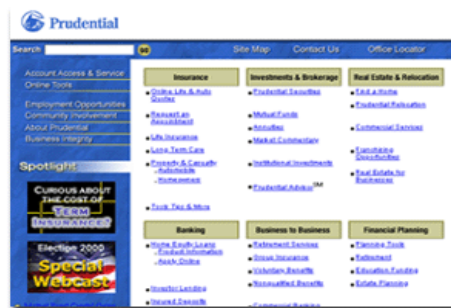 Prudential
Search GO Site Map Contact Us Office Locator
Account Access & Service
Online Tools
Employment Opportunities
Community Involvement
About Prudential
Business Integrity
Spotlight
CURIOUS ABOUT
THE COST OF
TERM
INSURANCE?
Election 2000
Special
Webcast
Insurance
Online Life & Auto
Quotes
Request an
Appointment
Life Insurance
Long Term Care
Property & Casualty
Automobile
Homeowners
Tools Tips & More
Investments & Brokerage
Prudential Securities
Mutual Funds
Annuities
Market Commentary
Institutional Investments
Prudential Advisor SM
Real Estate & Relocation
Find a Home
Prudential Relocation
Commercial Services
Franchising
Opportunities
Real Estate for
Businesses
Banking
Home Equity Loans
Product Information
Apply Online
Investor Lending
Insured Deposits
Business to Business
Retirement Services
Group Insurance
Voluntary Benefits
Nonqualified Benefits
Commercial Banking
Financial Planning
Planning Tools
Retirement
Education Funding
Estate Planning